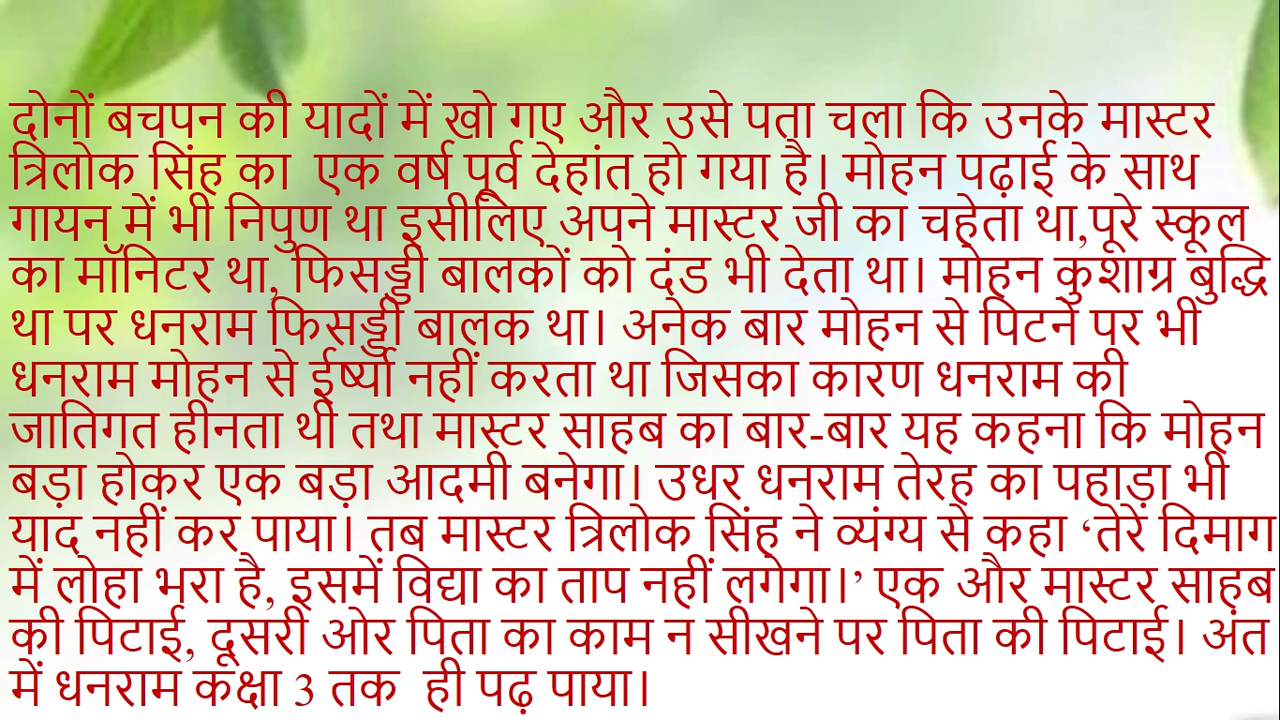 दोनों बचपन की यादों में खो गए और उसे पता चला कि उनके मास्टर
त्रिलोक सिंह का  एक वर्ष पूर्व देहांत हो गया है। मोहन पढ़ाई के साथ
गायन में भी निपुण था इसीलिए अपने मास्टर जी का चहेता था,पूरे स्कूल
का मॉनिटर था, फिसड्डी बालकों को दंड भी देता था। मोहन कुशाग्र बुद्धि
था पर धनराम फिसड्डी बालक था। अनेक बार मोहन से पिटने पर भी
धनराम मोहन से ईर्ष्या नहीं करता था जिसका कारण धनराम की
जातिगत हीनता थी तथा मास्टर साहब का बार-बार यह कहना कि मोहन
बड़ा होकर एक बड़ा आदमी बनेगा। उधर धनराम तेरह का पहाड़ा भी
याद नहीं कर पाया। तब मास्टर त्रिलोक सिंह ने व्यंग्य से कहा ‘तेरे दिमाग
में लोहा भरा है, इसमें विद्या का ताप नहीं लगेगा।’ एक और मास्टर साहब
की पिटाई, दूसरी ओर पिता का काम न सीखने पर पिता की पिटाई। अंत
में धनराम कक्षा 3 तक  ही पढ़ पाया।